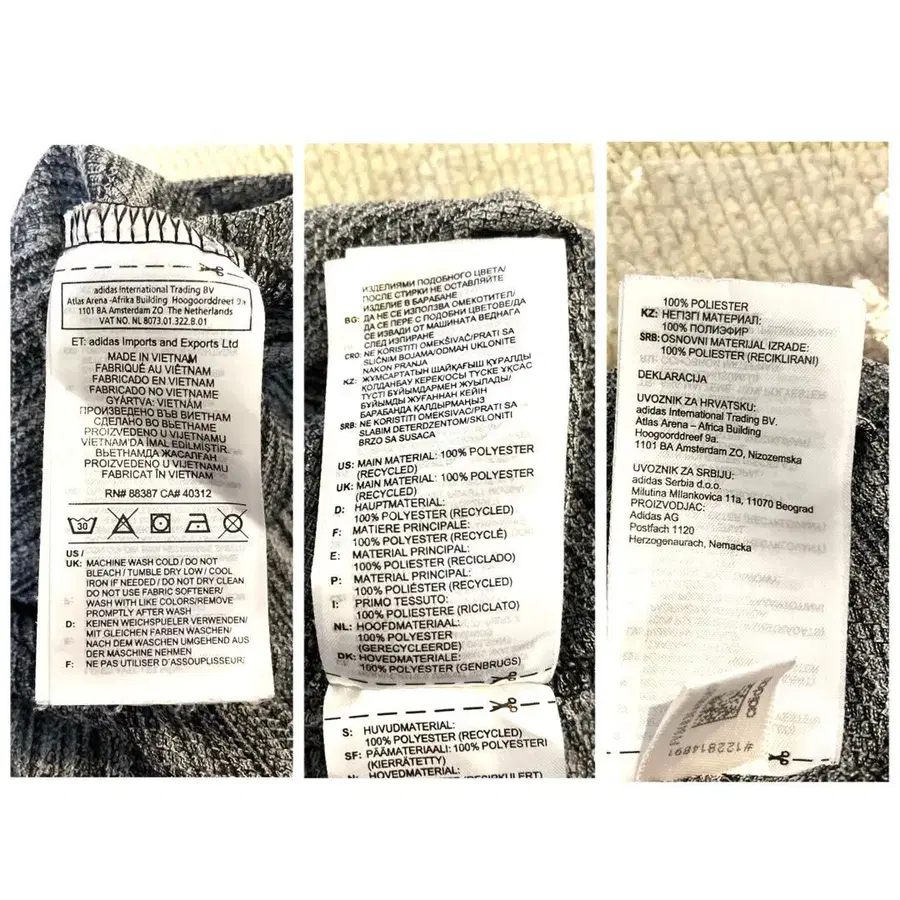 adidas International Trading BV
Atlas Arena -Afrika Building Hoogoorddreef 9a
1101 BA Amsterdam ZO The Netherlands
VAT NO. NL 8073.01.322.B.01
ET: adidas Imports and Exports Ltd
MADE IN VIETNAM
FABRIQUÉ AU VIÊTNAM
FABRICADO EN VIETNAM
FABRICADO NO VIETNAME
GYÁRTVA: VIETNÁM
ПРОИЗВЕДЕНО ВЪВ ВИЕТНАМ
СДЕЛАНО ВО ВЬЕТНАМЕ
PROIZVEDENO U VIJETNAMU
VİETNAM'DA İMAL EDİLMİŞTİR.
ВЬЕТНАМДА ЖАСАЛҒАН
PROIZVEDENO U VIJETNAMU
FABRICAT ÎN VIETNAM
RN# 88387 CA# 40312
30
US /
UK: MACHINE WASH COLD / DO NOT
BLEACH / TUMBLE DRY LOW / COOL
IRON IF NEEDED / DO NOT DRY CLEAN
DO NOT USE FABRIC SOFTENER/
WASH WITH LIKE COLORS/REMOVE
PROMPTLY AFTER WASH
D: KEINEN WEICHSPUELER VERWENDEN/
MIT GLEICHEN FARBEN WASCHEN/
NACH DEM WASCHEN UMGEHEND AUS
DER MASCHINE NEHMEN
F: NE PAS UTILISER D'ASSOUPLISSEUR/
ИЗДЕЛИЯМИ ПОДОБНОГО ЦВЕТА/
ПОСЛЕ СТИРКИ НЕ ОСТАВЛЯЙТЕ
ИЗДЕЛИЕ В БАРАБАНЕ
BG: ДА НЕ СЕ ИЗПОЛЗВА ОМЕКОТИТЕЛ/
ДА СЕ ПЕРЕ С ПОДОБНИ ЦВЕТОВЕ/ДА
СЕ ИЗВАДИ ОТ МАШИНАТА ВЕДНАГА
СЛЕД ИЗПИРАНЕ
CRO: NE KORISTITI OMEKŠIVAČ/PRATI SA
SLIČNIM BOJAMA/ODMAH UKLONITE
NAKON PRANJA
KZ: ЖҰМСАРТАТЫН ШАЙҚАҒЫШ ҚҰРАЛДЫ
ҚОЛДАНБАУ КЕРЕК/ОСЫ ТҮСКЕ ҰҚСАС
ТҮСТІ БҰЙЫМДАРМЕН ЖУЫЛАДЫ/
БҰЙЫМДЫ ЖУҒАННАН КЕЙІН
БАРАБАНДА ҚАЛДЫРМАҢЫЗ
SRB: NE KORISTITI OMEKSIVAC/PRATI SA
SLABIM DETERDZENTOM/SKLONITI
BRZO SA SUSACA
US: MAIN MATERIAL: 100% POLYESTER
(RECYCLED)
UK: MAIN MATERIAL: 100% POLYESTER
(RECYCLED)
D: HAUPTMATERIAL:
100% POLYESTER (RECYCLED)
F: MATIERE PRINCIPALE:
100% POLYESTER (RECYCLÉ)
E: MATERIAL PRINCIPAL:
100% POLIÉSTER (RECICLADO)
P: MATERIAL PRINCIPAL:
100% POLIÉSTER (RECYCLED)
I: PRIMO TESSUTO:
100% POLIESTERE (RICICLATO)
NL: HOOFDMATERIAAL:
100% POLYESTER
(GERECYCLEERDE)
DK: HOVEDMATERIALE:
100% POLYESTER (GENBRUGS)
S: HUVUDMATERIAL:
100% POLYESTER (RECYCLED)
SF: PÄÄMATERIAALI: 100% POLYESTERI
(KIERRÄTETTY)
N: HOVEDMATERIAL:
100% POLIESTER
KZ: НЕГІЗГІ МАТЕРИАЛ:
100% ПОЛИЭФИР
SRB: OSNOVNI MATERIJAL IZRADE:
100% POLIESTER (RECIKLIRANI)
DEKLARACIJA
UVOZNIK ZA HRVATSKU:
adidas International Trading BV.
Atlas Arena – Africa Building
Hoogoorddreef 9a.
1101 BA Amsterdam ZO, Nizozemska
UVOZNIK ZA SRBIJU:
adidas Serbia d.o.o.
Milutina Milankovica 11a, 11070 Beograd
PROIZVODJAC:
Adidas AG
Postfach 1120
Herzogenaurach, Nemacka
adidas
#122814891